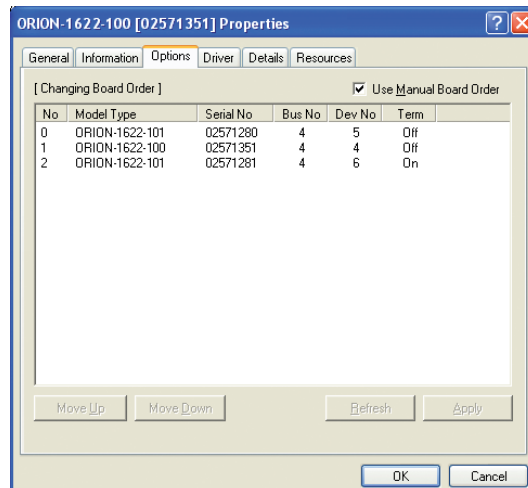 ORION-1622-100 [02571351] Properties
General Information Options Driver Details Resources
[ Changing Board Order ] Use Manual Board Order
No Model Type Serial No Bus No Dev No Term
0 ORION-1622-101 02571280 4 5 Off
1 ORION-1622-100 02571351 4 4 Off
2 ORION-1622-101 02571281 4 6 On
Move Up Move Down Refresh Apply
OK Cancel